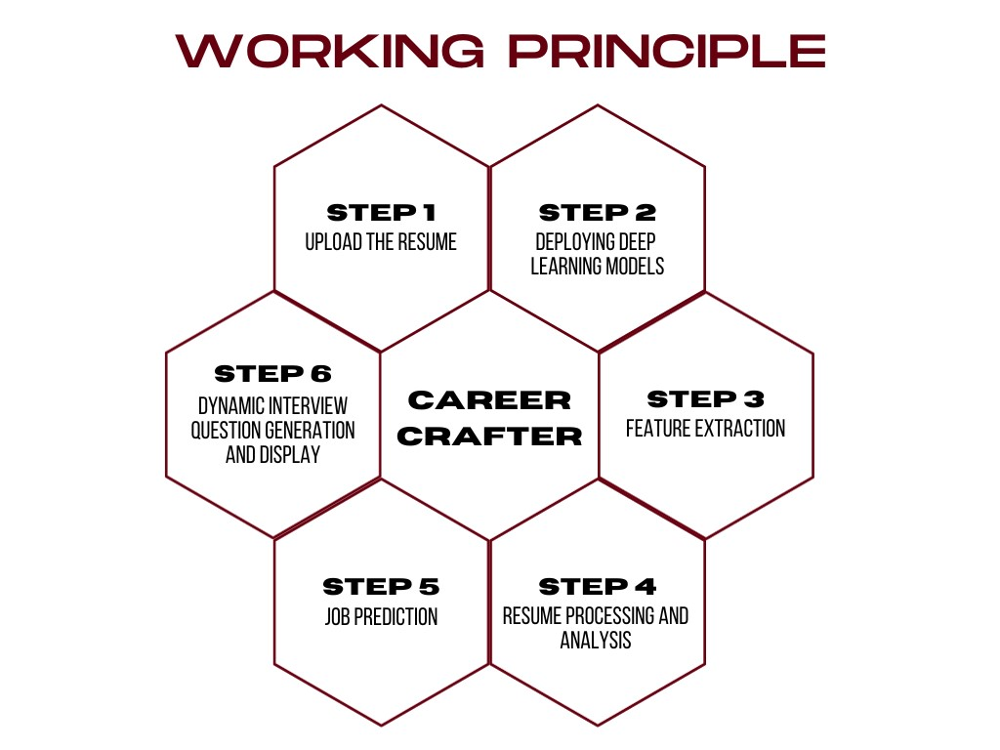 WORKING PRINCIPLE
STEP 1
UPLOAD THE RESUME
STEP 2
DEPLOYING DEEP
LEARNING MODELS
STEP 3
FEATURE EXTRACTION
STEP 4
RESUME PROCESSING AND
ANALYSIS
STEP 5
JOB PREDICTION
STEP 6
DYNAMIC INTERVIEW
QUESTION GENERATION
AND DISPLAY
CAREER
CRAFTER